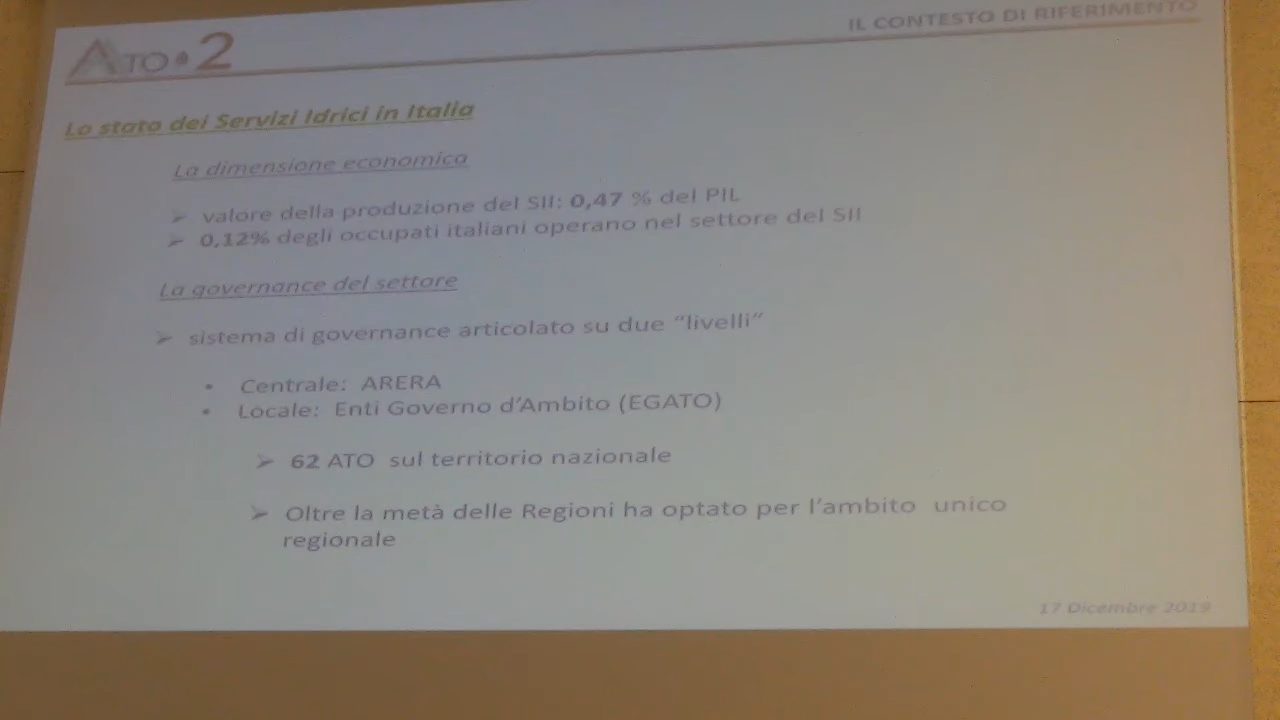 ATO • 2
IL CONTESTO DI RIFERIMENTO
Lo stato dei Servizi Idrici in Italia
La dimensione economica
➢ valore della produzione del SII: 0,47 % del PIL
➢ 0,12% degli occupati italiani operano nel settore del SII
La governance del settore
➢ sistema di governance articolato su due “livelli”
• Centrale: ARERA
• Locale: Enti Governo d’Ambito (EGATO)
➢ 62 ATO sul territorio nazionale
➢ Oltre la metà delle Regioni ha optato per l’ambito unico
regionale
17 Dicembre 2019